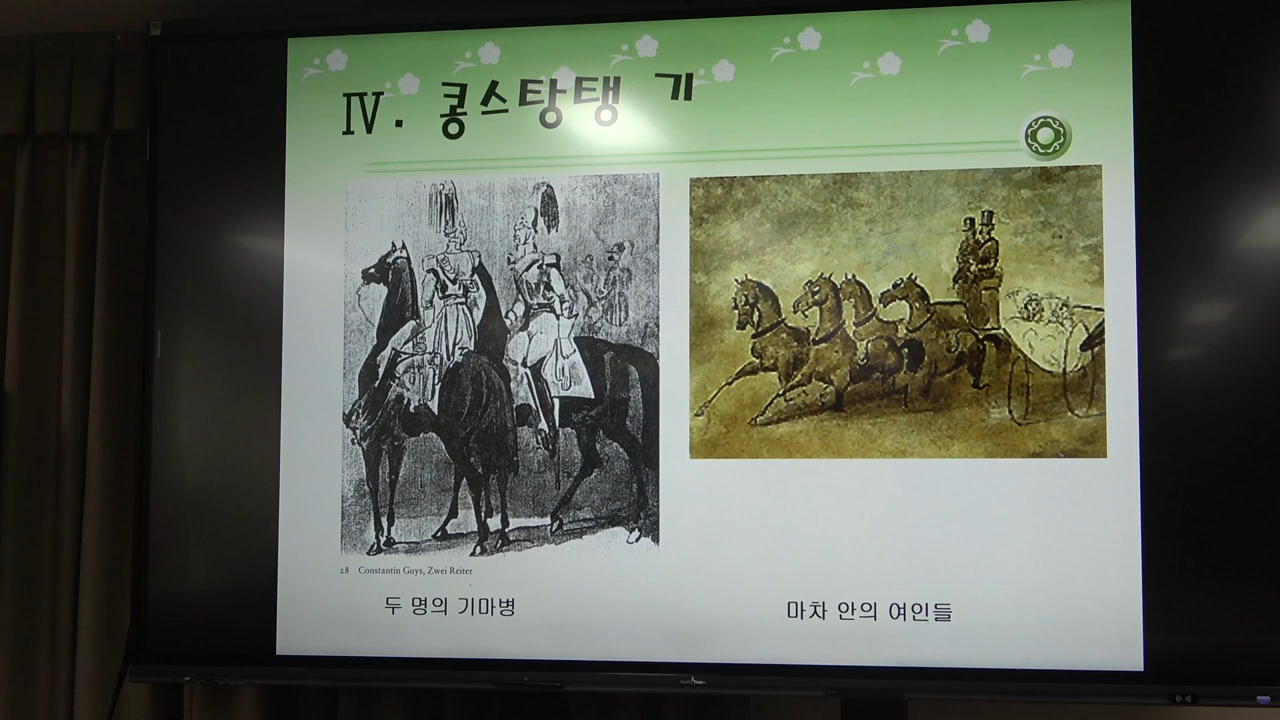 Ⅳ. 콩스탕탱 기
28 Constantin Guys, Zwei Reiter
두 명의 기마병
마차 안의 여인들